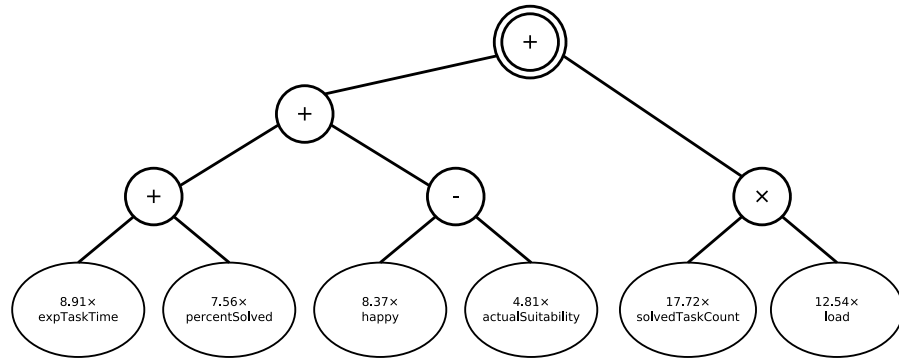 +
+
+
-
×
8.91×
expTaskTime
7.56×
percentSolved
8.37×
happy
4.81×
actualSuitability
17.72×
solvedTaskCount
12.54×
load